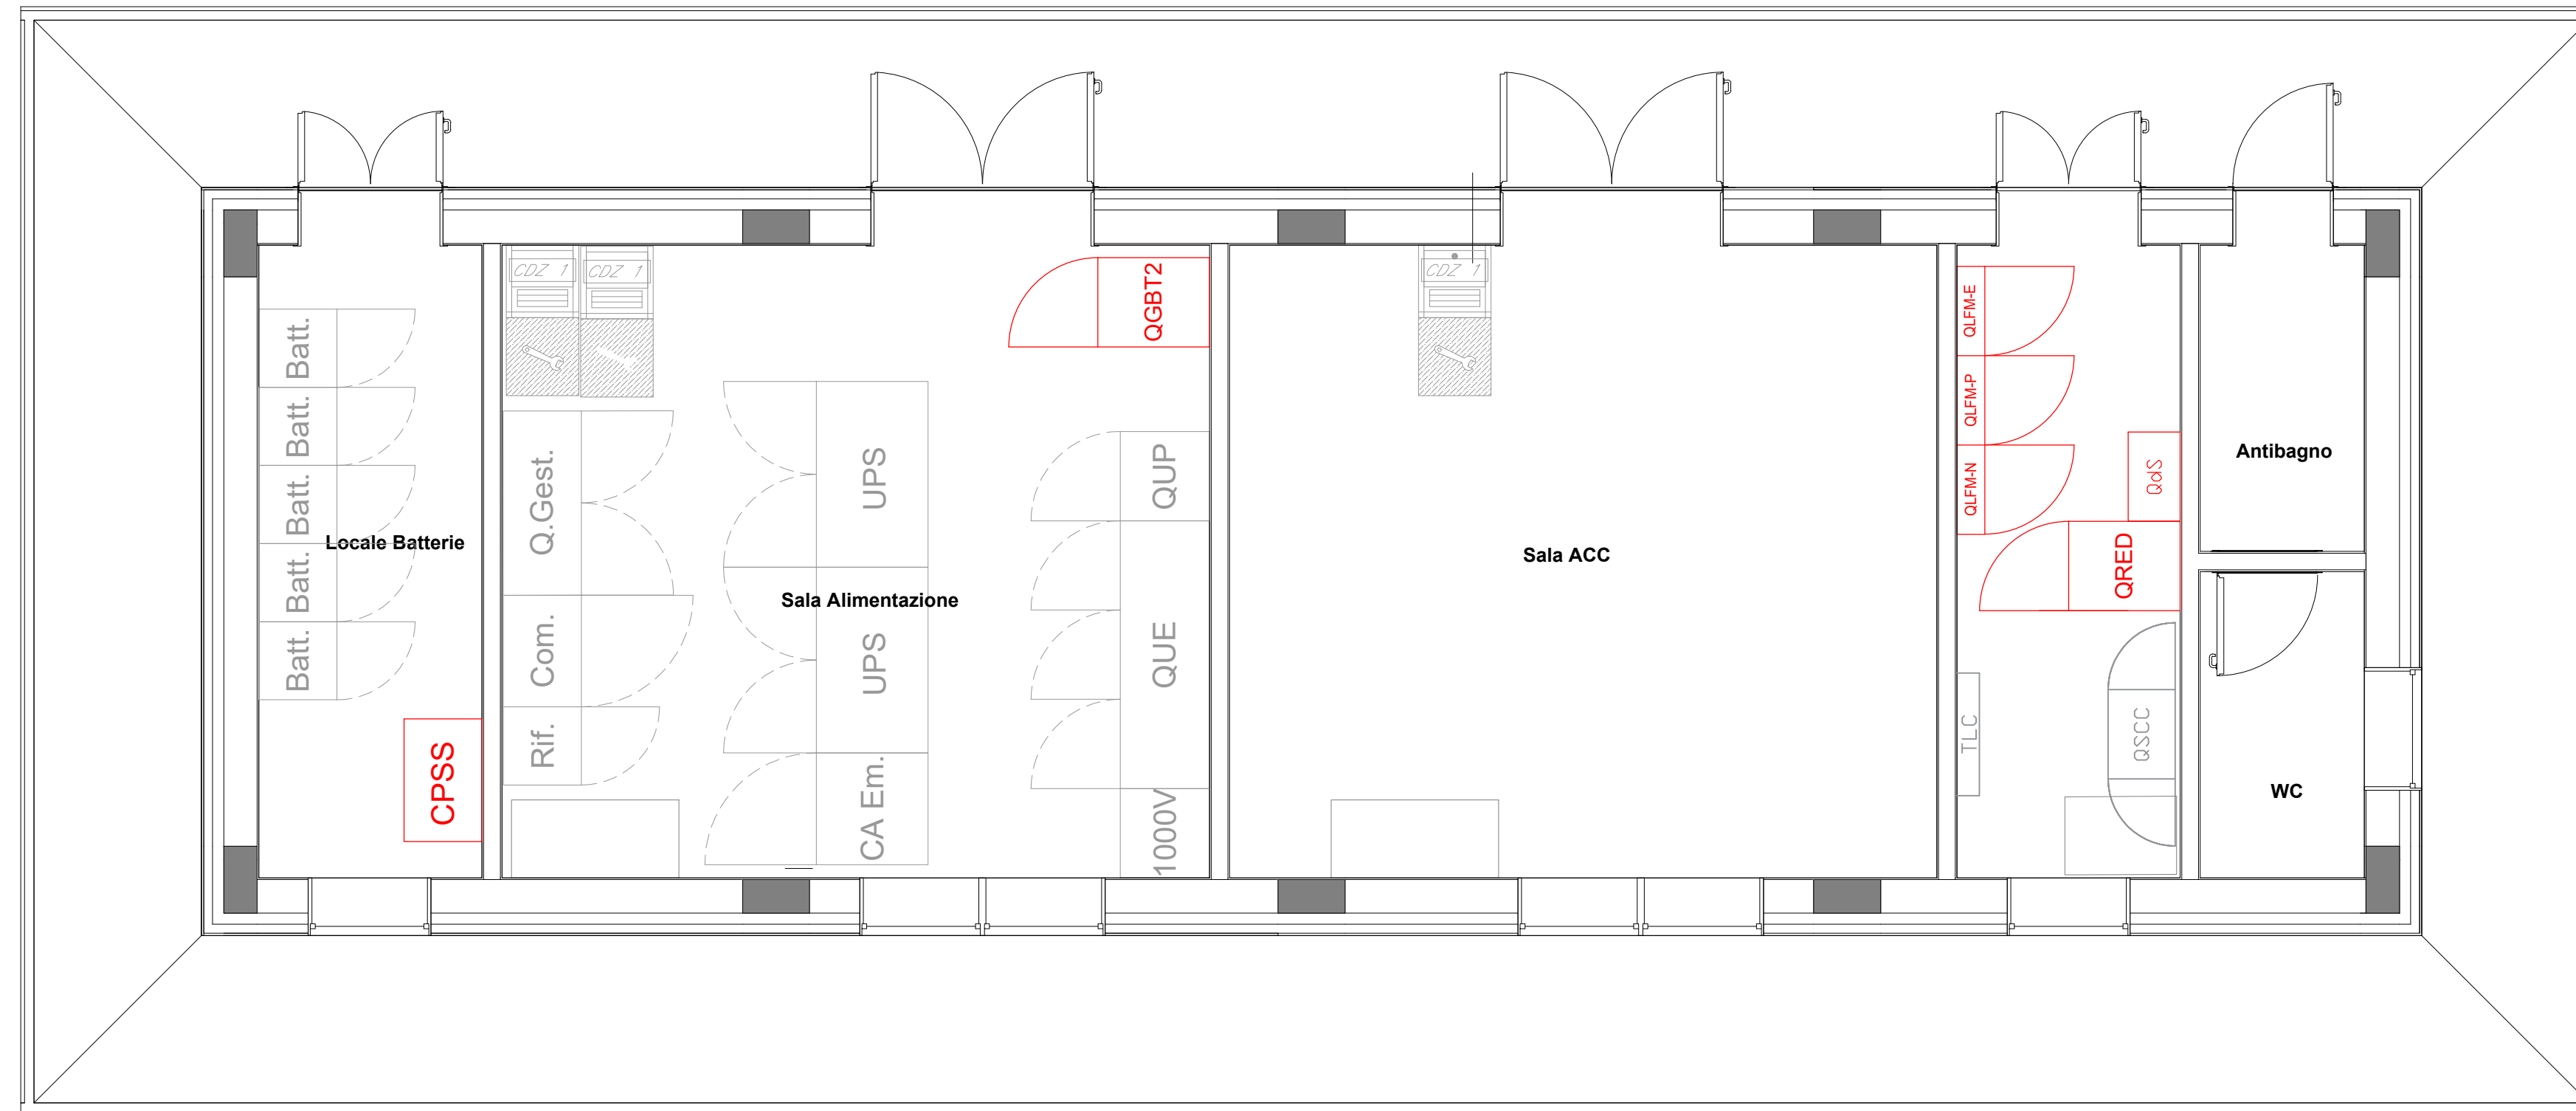 CDZ 1
CDZ 1
QGBT2
CDZ 1
QLFM-E
QLFM-P
QLFM-N
QdS
QRED
Antibagno
Batt.
Batt.
Batt.
Batt.
Batt.
Locale Batterie
CPSS
Q.Gest.
Com.
Rif.
UPS
UPS
CA Em.
Sala Alimentazione
QUP
QUE
1000V
Sala ACC
TLC
QSCC
WC